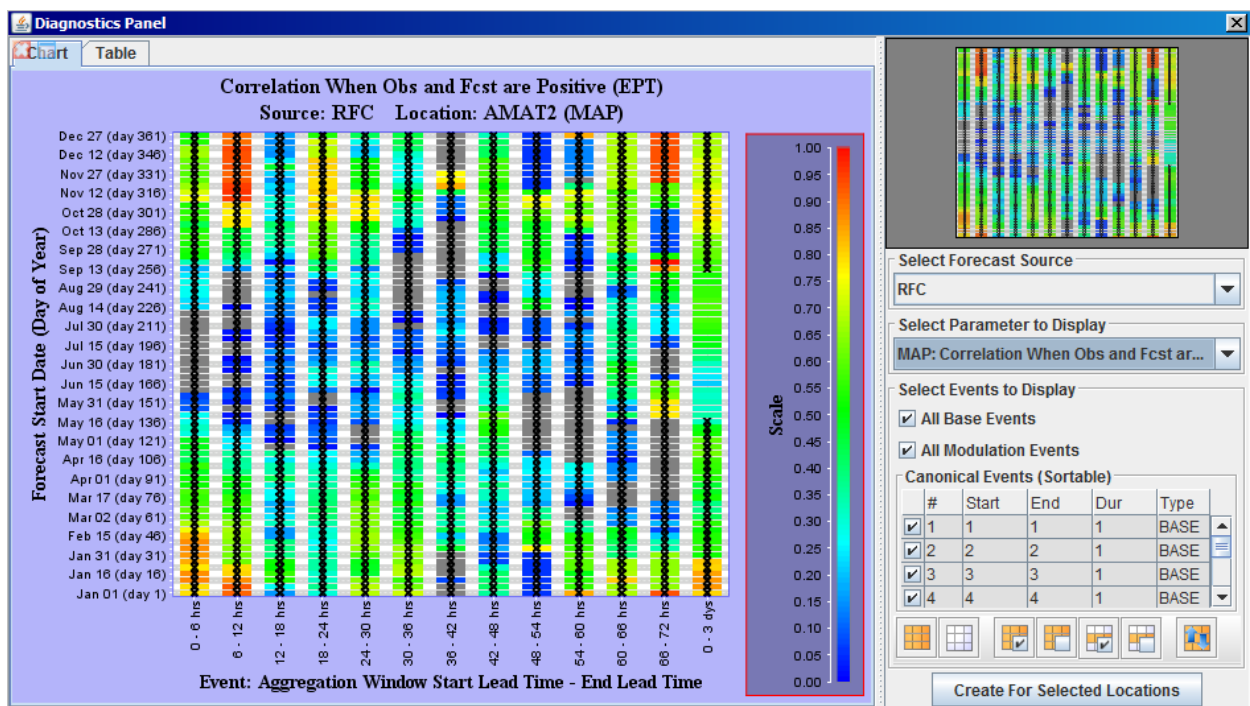 Diagnostics Panel
Chart Table
Correlation When Obs and Fcst are Positive (EPT)
Source: RFC Location: AMAT2 (MAP)
Forecast Start Date (Day of Year)
Dec 27 (day 361)
Dec 12 (day 346)
Nov 27 (day 331)
Nov 12 (day 316)
Oct 28 (day 301)
Oct 13 (day 286)
Sep 28 (day 271)
Sep 13 (day 256)
Aug 29 (day 241)
Aug 14 (day 226)
Jul 30 (day 211)
Jul 15 (day 196)
Jun 30 (day 181)
Jun 15 (day 166)
May 31 (day 151)
May 16 (day 136)
May 01 (day 121)
Apr 16 (day 106)
Apr 01 (day 91)
Mar 17 (day 76)
Mar 02 (day 61)
Feb 15 (day 46)
Jan 31 (day 31)
Jan 16 (day 16)
Jan 01 (day 1)
0 - 6 hrs
6 - 12 hrs
12 - 18 hrs
18 - 24 hrs
24 - 30 hrs
30 - 36 hrs
36 - 42 hrs
42 - 48 hrs
48 - 54 hrs
54 - 60 hrs
60 - 66 hrs
66 - 72 hrs
0 - 3 dys
Event: Aggregation Window Start Lead Time - End Lead Time
Scale
1.00
0.95
0.90
0.85
0.80
0.75
0.70
0.65
0.60
0.55
0.50
0.45
0.40
0.35
0.30
0.25
0.20
0.15
0.10
0.05
0.00
Select Forecast Source
RFC
Select Parameter to Display
MAP: Correlation When Obs and Fcst ar...
Select Events to Display
All Base Events
All Modulation Events
Canonical Events (Sortable)
# Start End Dur Type
1 1 1 1 BASE
2 2 2 1 BASE
3 3 3 1 BASE
4 4 4 1 BASE
Create For Selected Locations